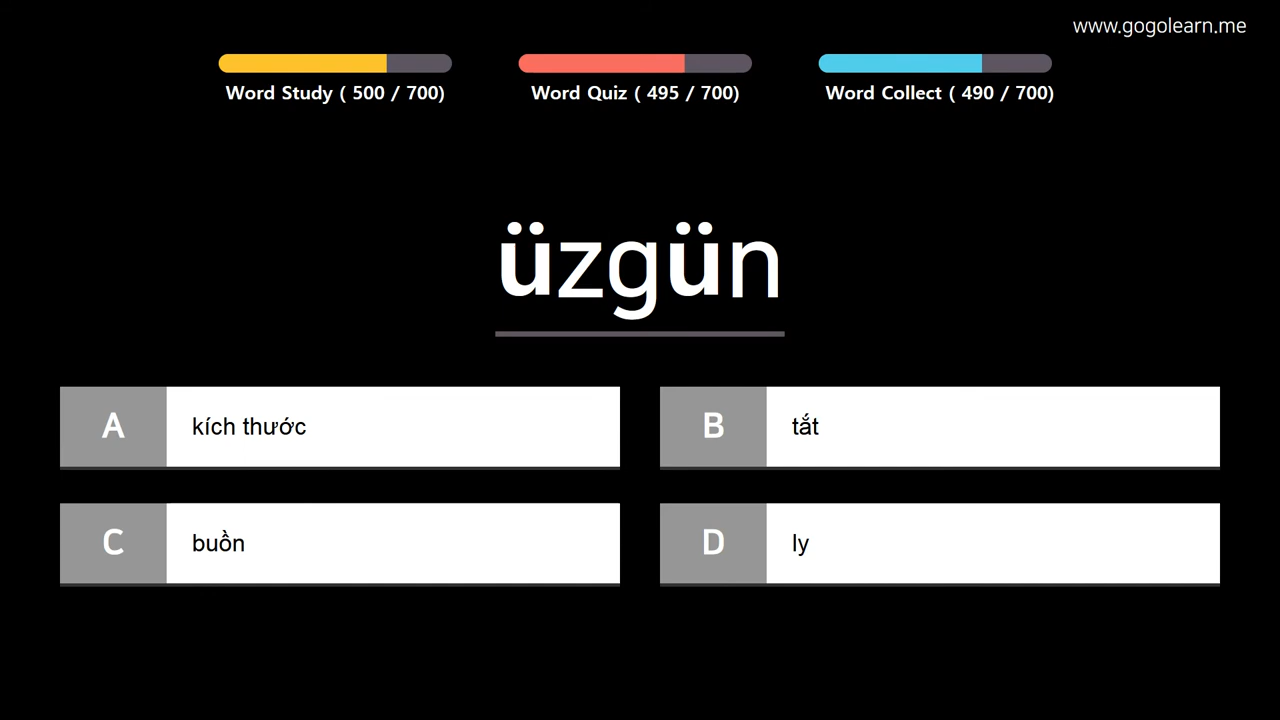 www.gogolearn.me
Word Study ( 500 / 700)
Word Quiz ( 495 / 700)
Word Collect ( 490 / 700)
üzgün
A kích thước
B tắt
C buồn
D ly